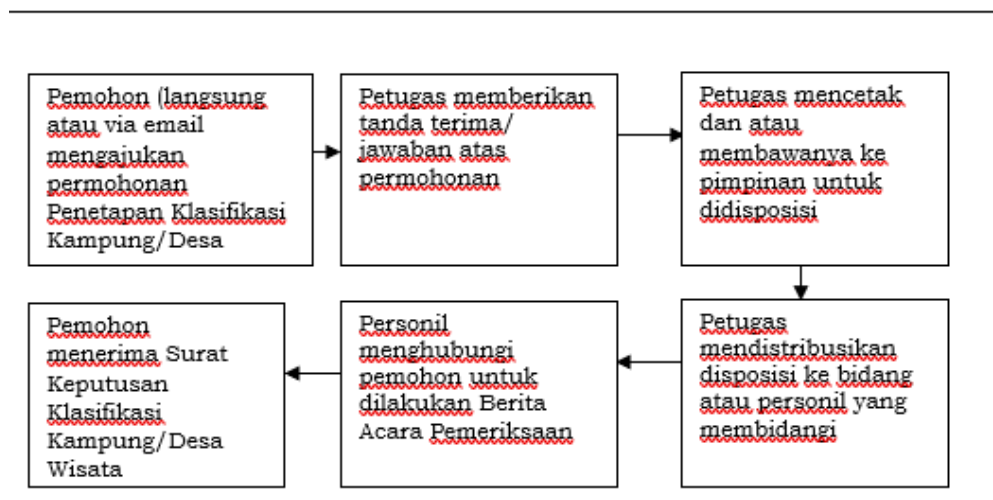 Pemohon (langsung
atau via email
mengajukan
permohonan
Penetapan Klasifikasi
Kampung/Desa
Petugas memberikan
tanda terima/
jawaban atas
permohonan
Petugas mencetak
dan atau
membawanya ke
pimpinan untuk
didisposisi
Petugas
mendistribusikan
disposisi ke bidang
atau personil yang
membidangi
Personil
menghubungi
pemohon untuk
dilakukan Berita
Acara Pemeriksaan
Pemohon
menerima Surat
Keputusan
Klasifikasi
Kampung/Desa
Wisata